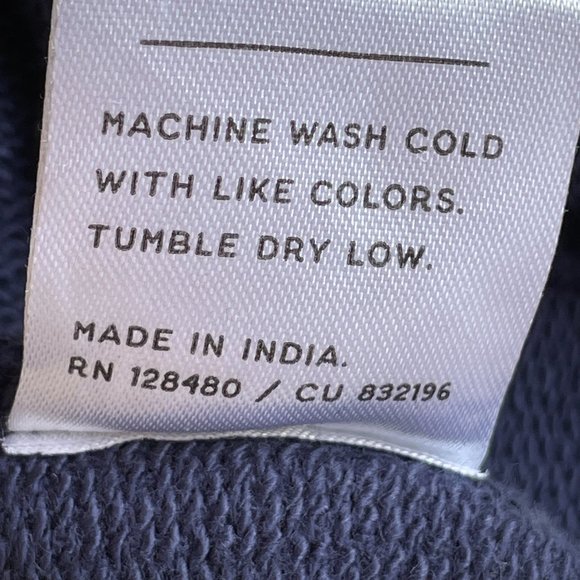 MACHINE WASH COLD
WITH LIKE COLORS.
TUMBLE DRY LOW.
MADE IN INDIA.
RN 128480 / CU 832196